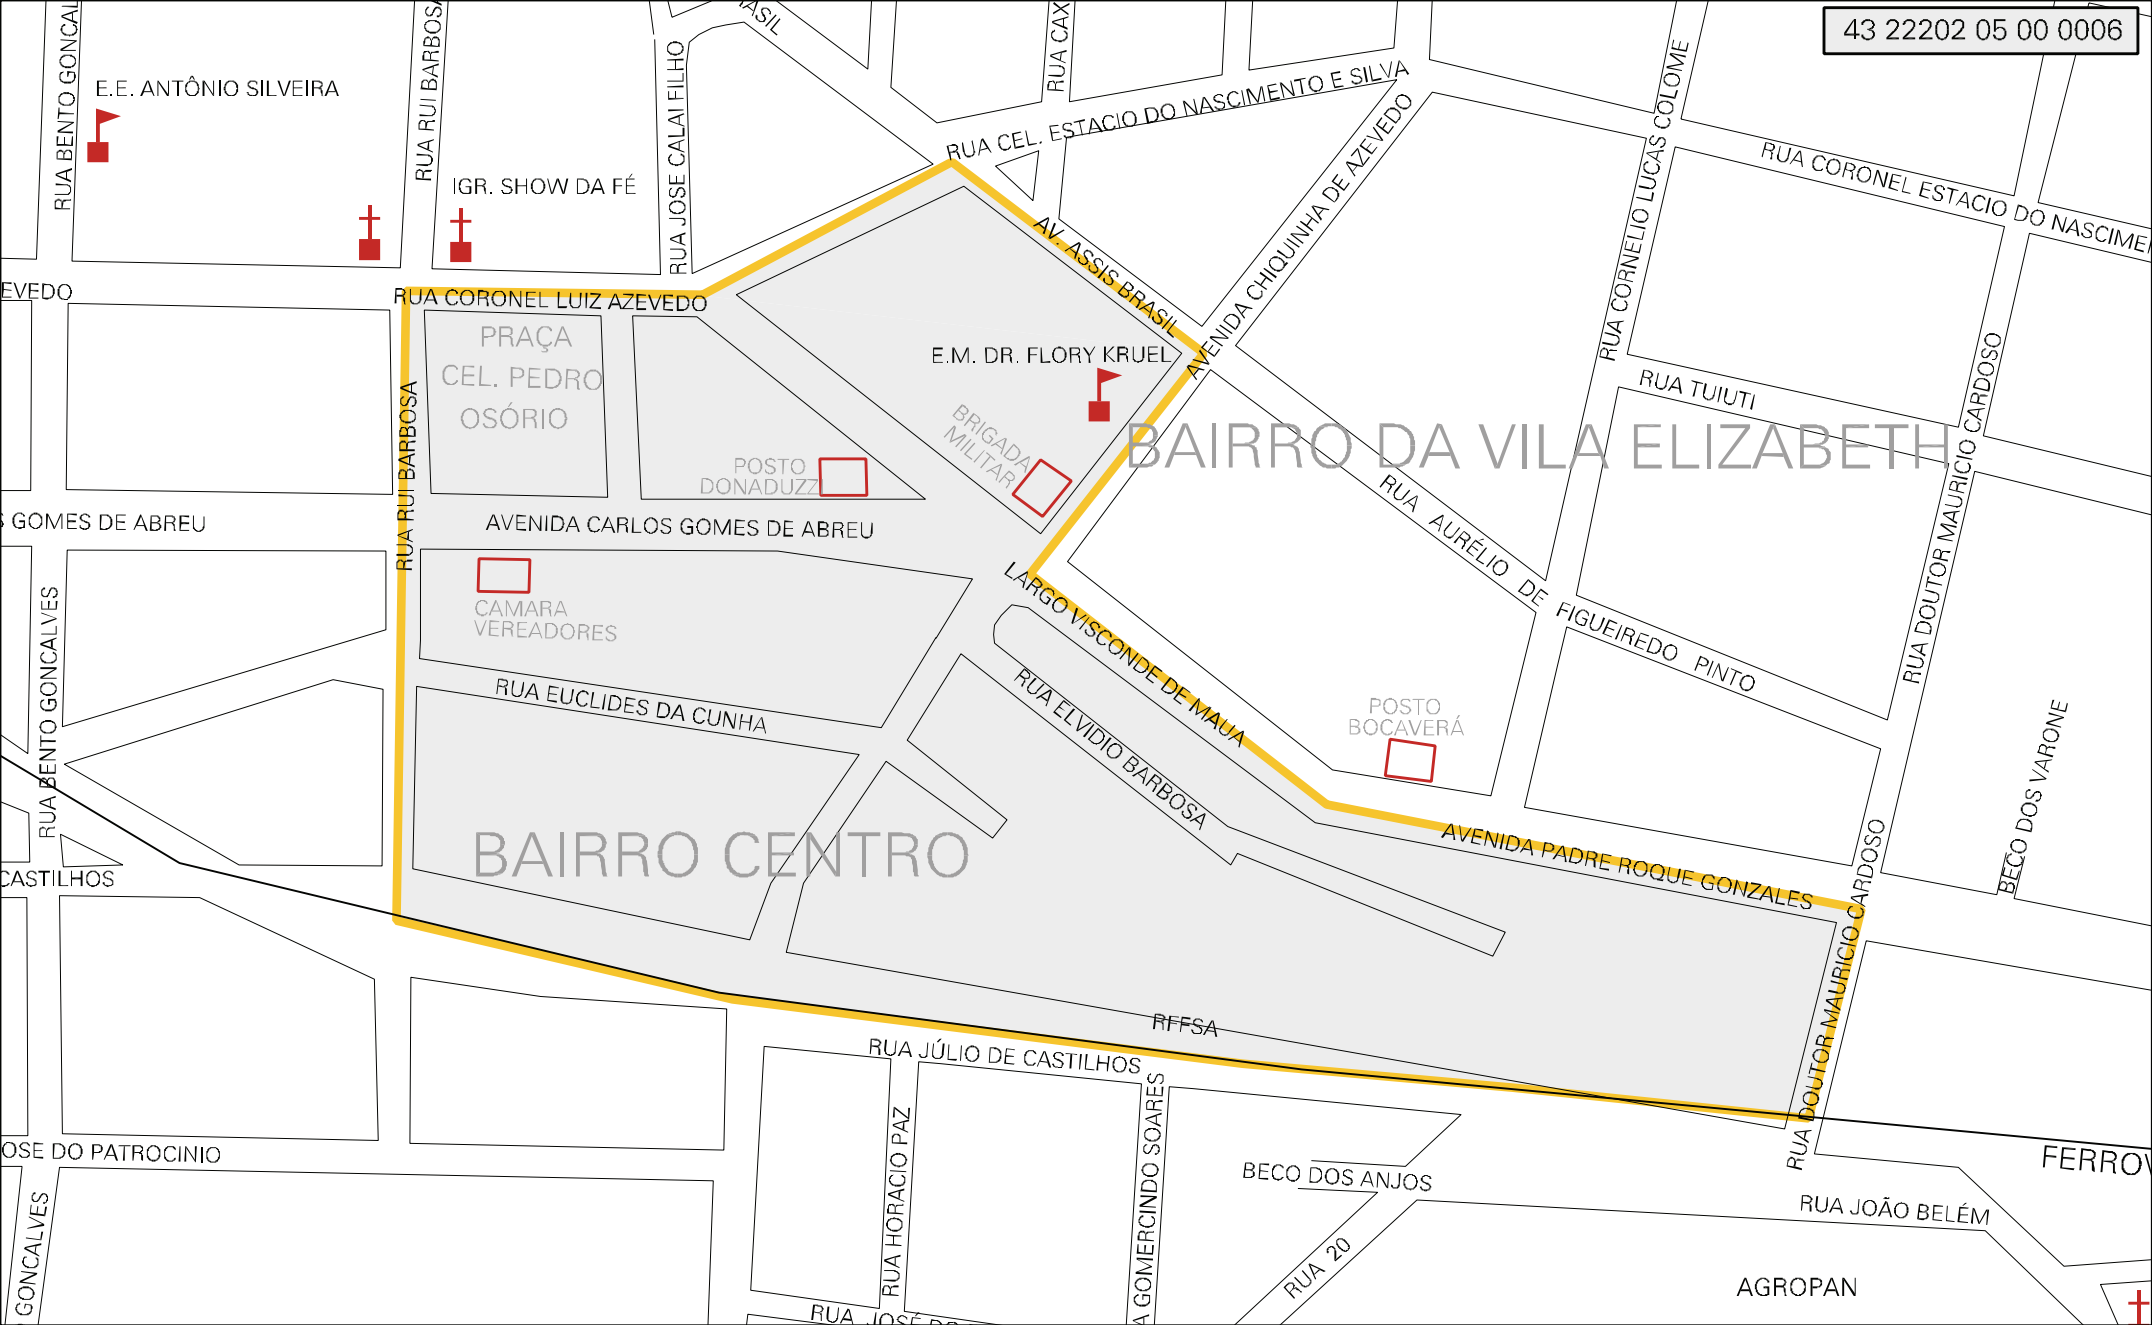 43 22202 05 00 0006
RUA BENTO GONCAL
RUA RUI BARBOSA
RUA JOSE CALAI FILHO
ASIL
RUA CAX
E.E. ANTÔNIO SILVEIRA
IGR. SHOW DA FÉ
RUA CEL. ESTACIO DO NASCIMENTO E SILVA
AVENIDA CHIQUINHA DE AZEVEDO
RUA CORNELIO LUCAS COLOME
RUA CORONEL ESTACIO DO NASCIME
AV. ASSIS BRASIL
EVEDO
RUA CORONEL LUIZ AZEVEDO
PRAÇA
CEL. PEDRO
OSÓRIO
E.M. DR. FLORY KRUEL
BRIGADA
MILITAR
RUA TUIUTI
RUA DOUTOR MAURICIO CARDOSO
BAIRRO DA VILA ELIZABETH
RUA RUI BARBOSA
POSTO
DONADUZZI
GOMES DE ABREU
AVENIDA CARLOS GOMES DE ABREU
RUA AURÉLIO DE FIGUEIREDO PINTO
CAMARA
VEREADORES
LARGO VISCONDE DE MAUA
RUA BENTO GONCALVES
RUA EUCLIDES DA CUNHA
RUA ELVIDIO BARBOSA
POSTO
BOCAVERÁ
BECO DOS VARONE
BAIRRO CENTRO
AVENIDA PADRE ROQUE GONZALES
CASTILHOS
RUA DOUTOR MAURICIO CARDOSO
RFFSA
RUA JÚLIO DE CASTILHOS
OSE DO PATROCINIO
RUA HORACIO PAZ
A GOMERCINDO SOARES
BECO DOS ANJOS
FERROV
RUA JOÃO BELÉM
GONCALVES
RUA 20
AGROPAN
RUA JOSÉ DO